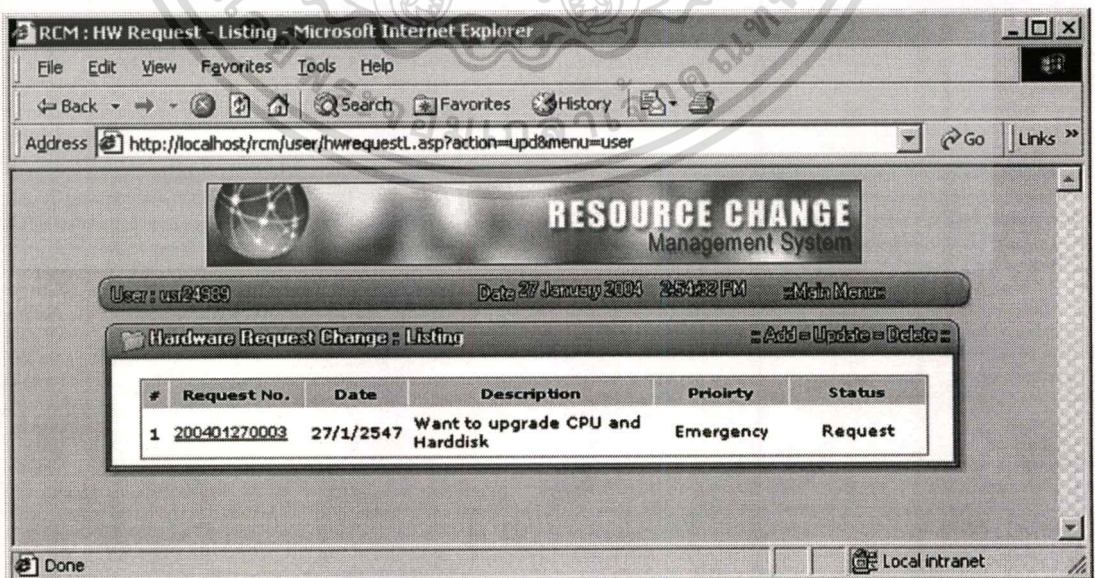 RCM : HW Request - Listing - Microsoft Internet Explorer
File Edit View Favorites Tools Help
Back Search Favorites History
Address http://localhost/rcm/user/hwrequestL.asp?action=upd&menu=user Go Links »
RESOURCE CHANGE
Management System
User : usr24989 Date 27 January 2004 2:54:22 PM ::Main Menu::
Hardware Request Change :: Listing :: Add :: Update :: Delete ::
# Request No. Date Description Prioirty Status
1 200401270003 27/1/2547 Want to upgrade CPU and Harddisk Emergency Request
Done Local intranet